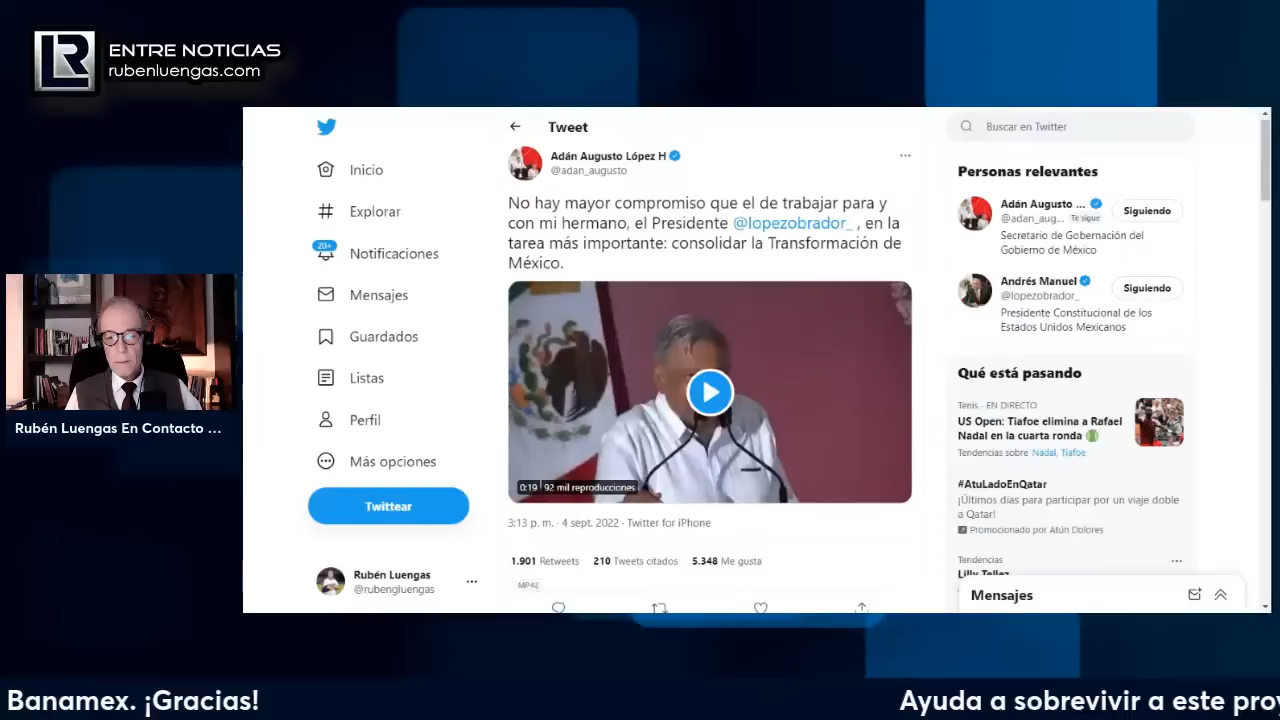 ENTRE NOTICIAS
rubenluengas.com
Rubén Luengas En Contacto ...
Inicio
Explorar
20+
Notificaciones
Mensajes
Guardados
Listas
Perfil
Más opciones
Twittear
Rubén Luengas
@rubengluengas
Tweet
Adán Augusto López H
@adan_augusto
No hay mayor compromiso que el de trabajar para y
con mi hermano, el Presidente @lopezobrador_ , en la
tarea más importante: consolidar la Transformación de
México.
0:19 92 mil reproducciones
3:13 p. m. · 4 sept. 2022 · Twitter for iPhone
1.901 Retweets 210 Tweets citados 5.348 Me gusta
MP42
Buscar en Twitter
Personas relevantes
Adán Augusto ...
@adan_aug... Te sigue
Siguiendo
Secretario de Gobernación del
Gobierno de México
Andrés Manuel
@lopezobrador_
Siguiendo
Presidente Constitucional de los
Estados Unidos Mexicanos
Qué está pasando
Tenis · EN DIRECTO
US Open: Tiafoe elimina a Rafael
Nadal en la cuarta ronda
Tendencias sobre Nadal, Tiafoe
#AtuLadoEnQatar
¡Últimos días para participar por un viaje doble
a Qatar!
Promocionado por Atún Dolores
Tendencias
Lilly Tellez
Mensajes
Banamex. ¡Gracias!
Ayuda a sobrevivir a este pro